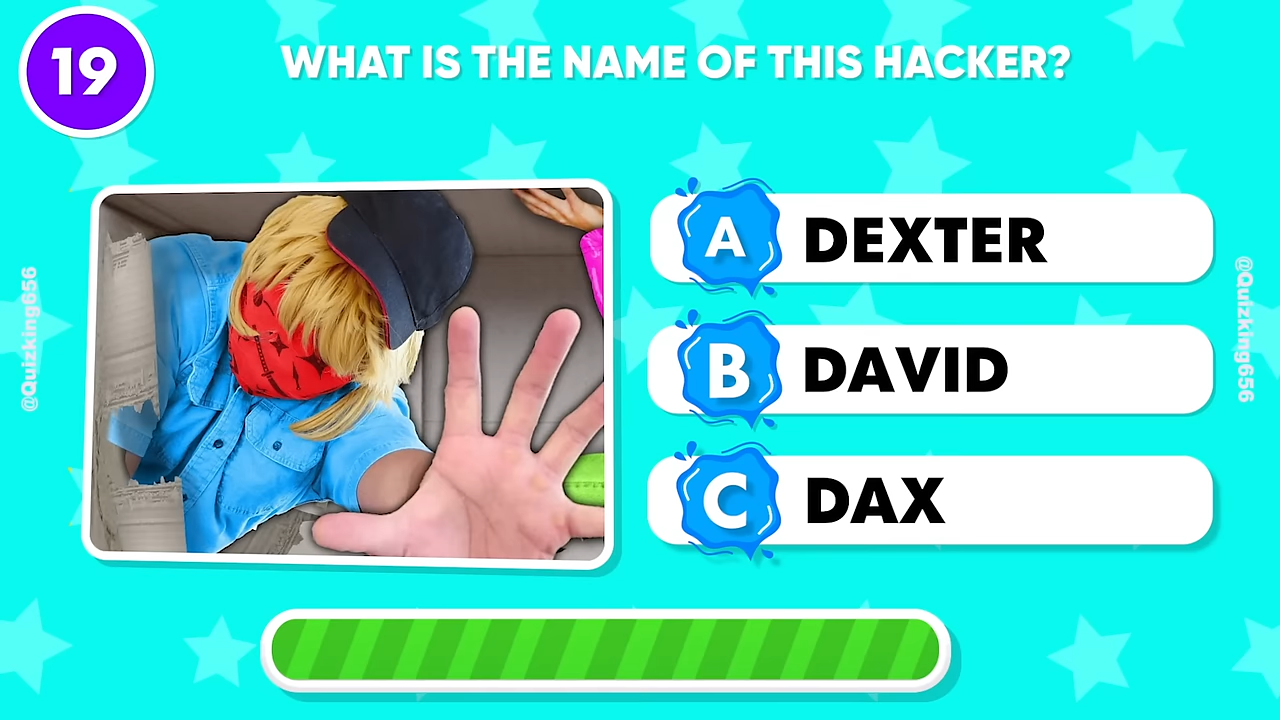 19
WHAT IS THE NAME OF THIS HACKER?
@Quizking656
A DEXTER
B DAVID
C DAX
@Quizking656